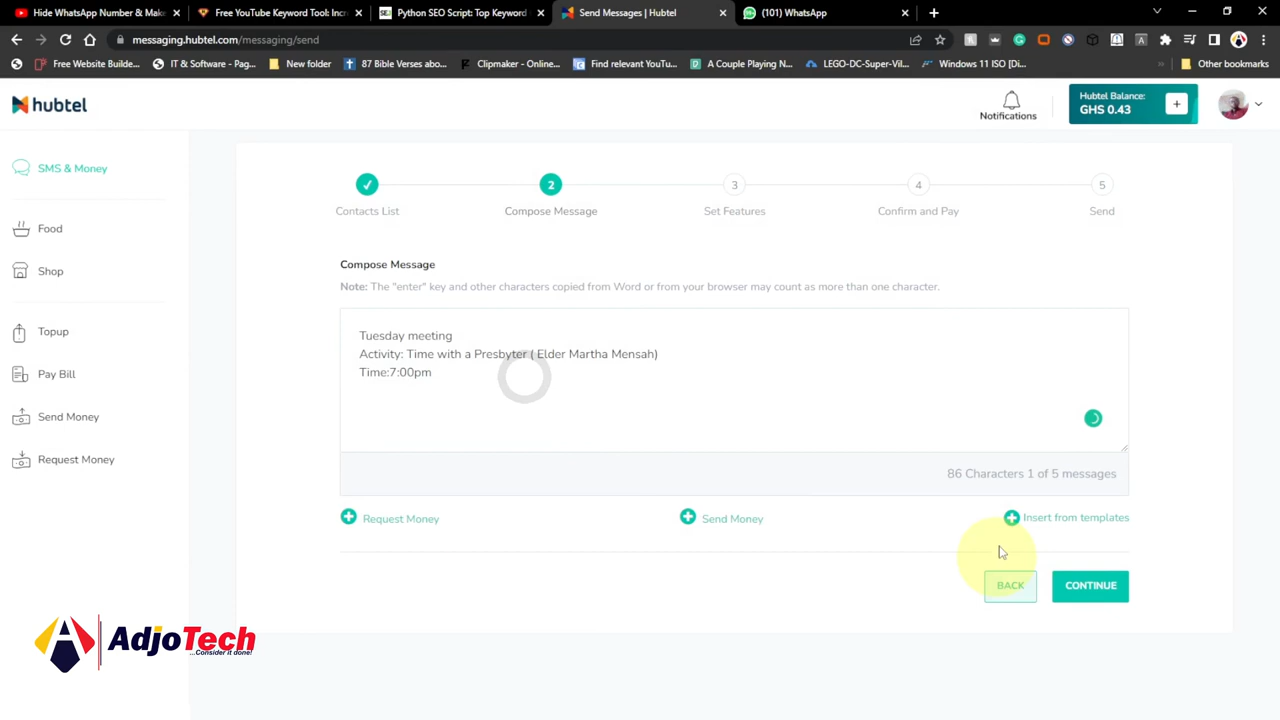 Hide WhatsApp Number & Make
Free YouTube Keyword Tool: Incre
Python SEO Script: Top Keyword
Send Messages | Hubtel
(101) WhatsApp
messaging.hubtel.com/messaging/send
Free Website Builde...
IT & Software - Pag...
New folder
87 Bible Verses abo...
Clipmaker - Online...
Find relevant YouTu...
A Couple Playing N...
LEGO-DC-Super-Vil...
Windows 11 ISO [Di...
»
Other bookmarks
hubtel
Notifications
Hubtel Balance:
GHS 0.43
SMS & Money
Food
Shop
Topup
Pay Bill
Send Money
Request Money
2
3
4
5
Contacts List
Compose Message
Set Features
Confirm and Pay
Send
Compose Message
Note: The "enter" key and other characters copied from Word or from your browser may count as more than one character.
Tuesday meeting
Activity: Time with a Presbyter ( Elder Martha Mensah)
Time:7:00pm
86 Characters 1 of 5 messages
Request Money
Send Money
Insert from templates
BACK
CONTINUE
AdjoTech
...Consider it done!